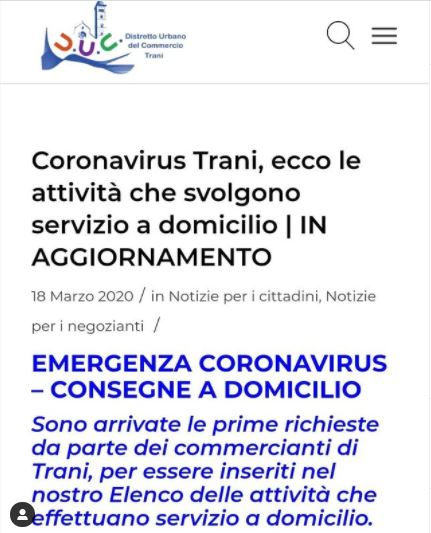 D.U.C.
Distretto Urbano
del Commercio
Trani
Coronavirus Trani, ecco le
attività che svolgono
servizio a domicilio | IN
AGGIORNAMENTO
18 Marzo 2020 / in Notizie per i cittadini, Notizie
per i negozianti /
EMERGENZA CORONAVIRUS
– CONSEGNE A DOMICILIO
Sono arrivate le prime richieste
da parte dei commercianti di
Trani, per essere inseriti nel
nostro Elenco delle attività che
effettuano servizio a domicilio.